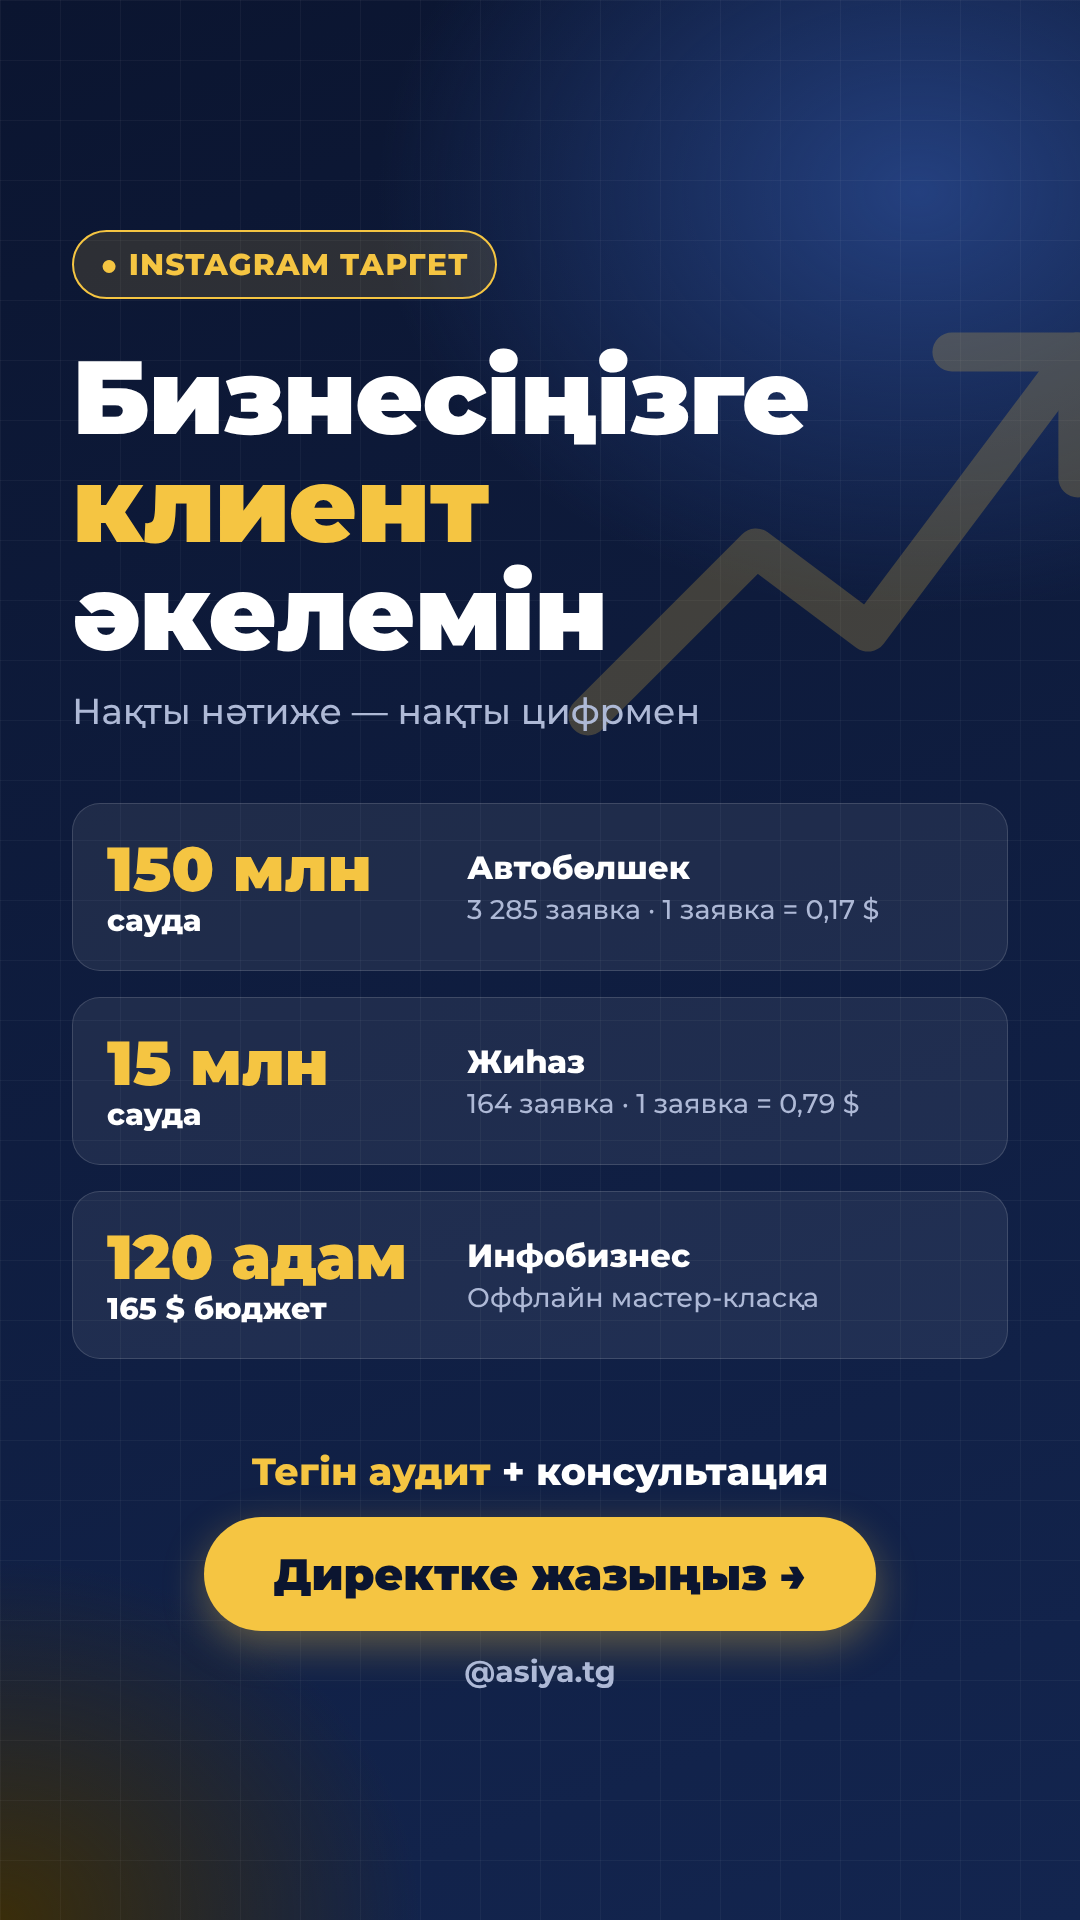 • INSTAGRAM ТАРГЕТ
Бизнесіңізге
клиент
әкелемін
Нақты нәтиже — нақты цифрмен
150 млн
сауда
Автобөлшек
3 285 заявка · 1 заявка = 0,17 $
15 млн
сауда
Жиһаз
164 заявка · 1 заявка = 0,79 $
120 адам
165 $ бюджет
Инфобизнес
Оффлайн мастер-класқа
Тегін аудит + консультация
Директке жазыңыз →
@asiya.tg